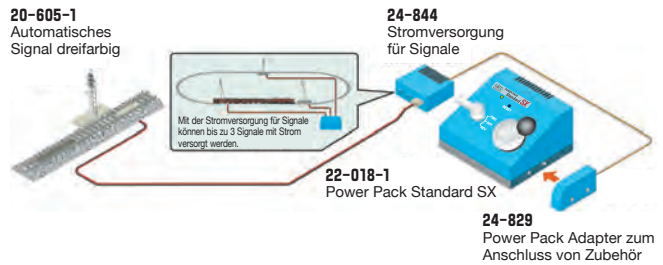 20-605-1
Automatisches
Signal dreifarbig
24-844
Stromversorgung
für Signale
Mit der Stromversorgung für Signale
können bis zu 3 Signale mit Strom
versorgt werden.
22-018-1
Power Pack Standard SX
24-829
Power Pack Adapter zum
Anschluss von Zubehör